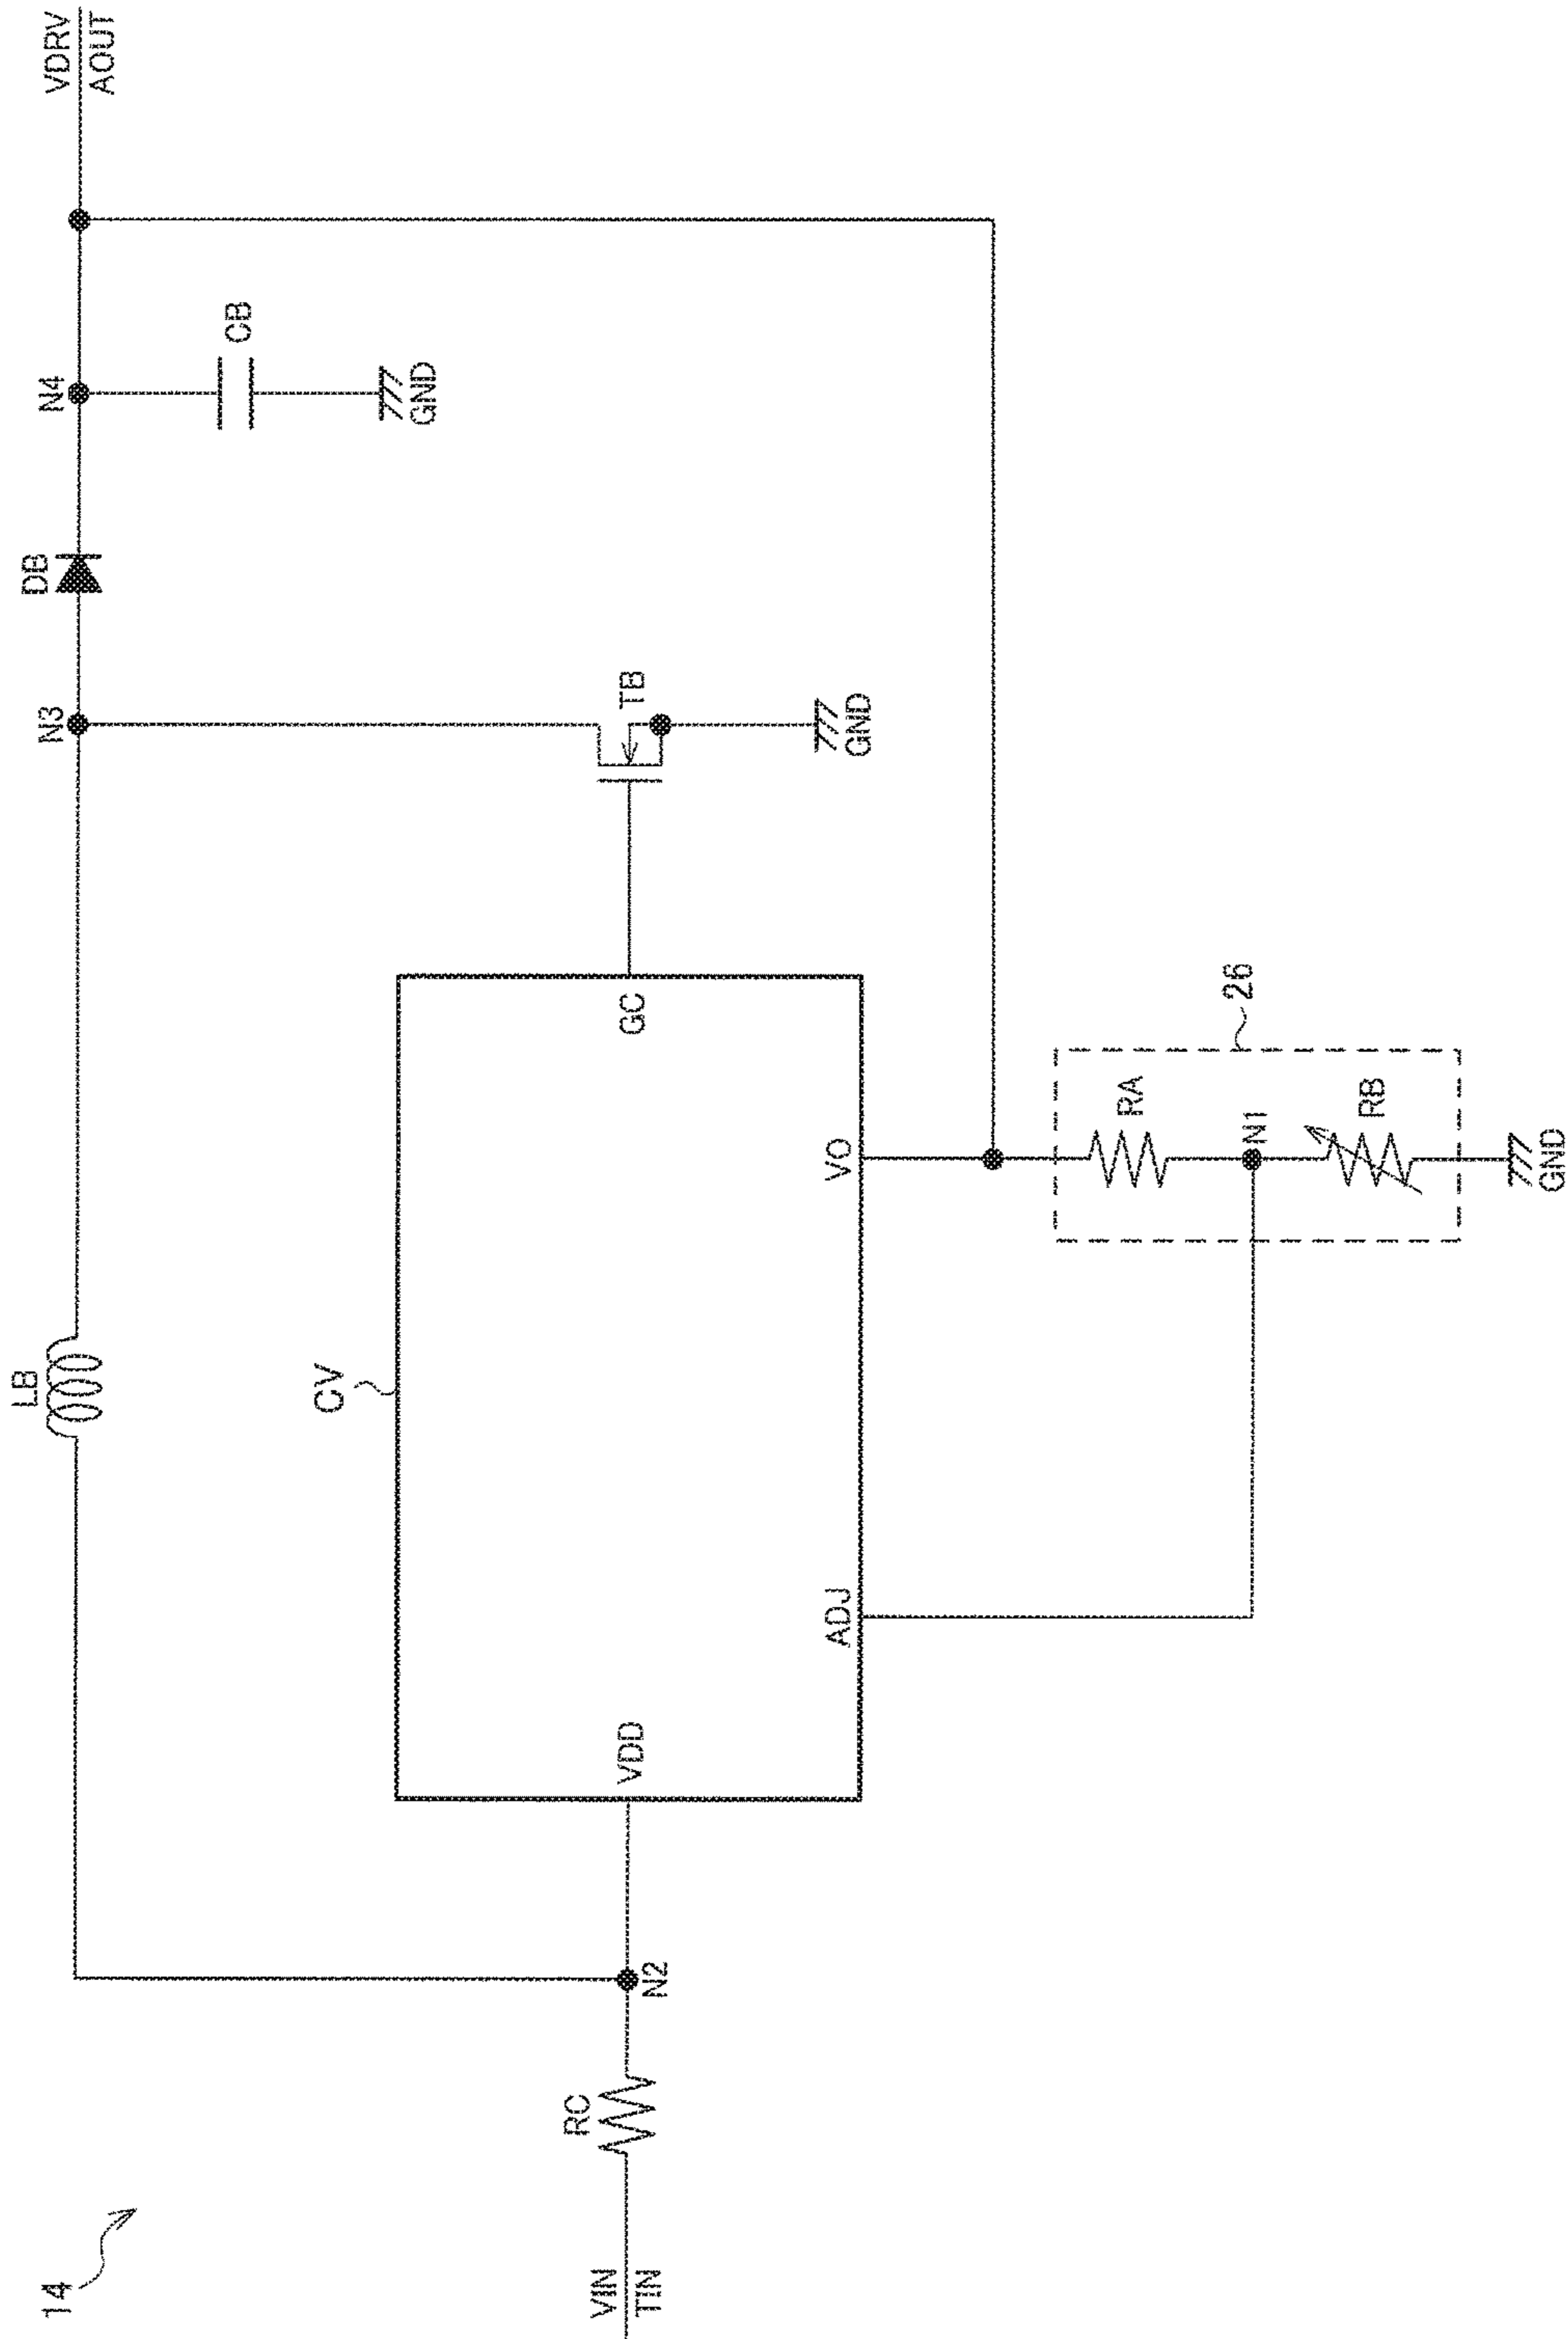 14
LB
DB
N3
N4
CB
GND
VDRV
AOUT
CV
TB
GND
VIN
TIN
RC
N2
VDD
GC
ADJ
VO
26
RA
N1
RB
GND